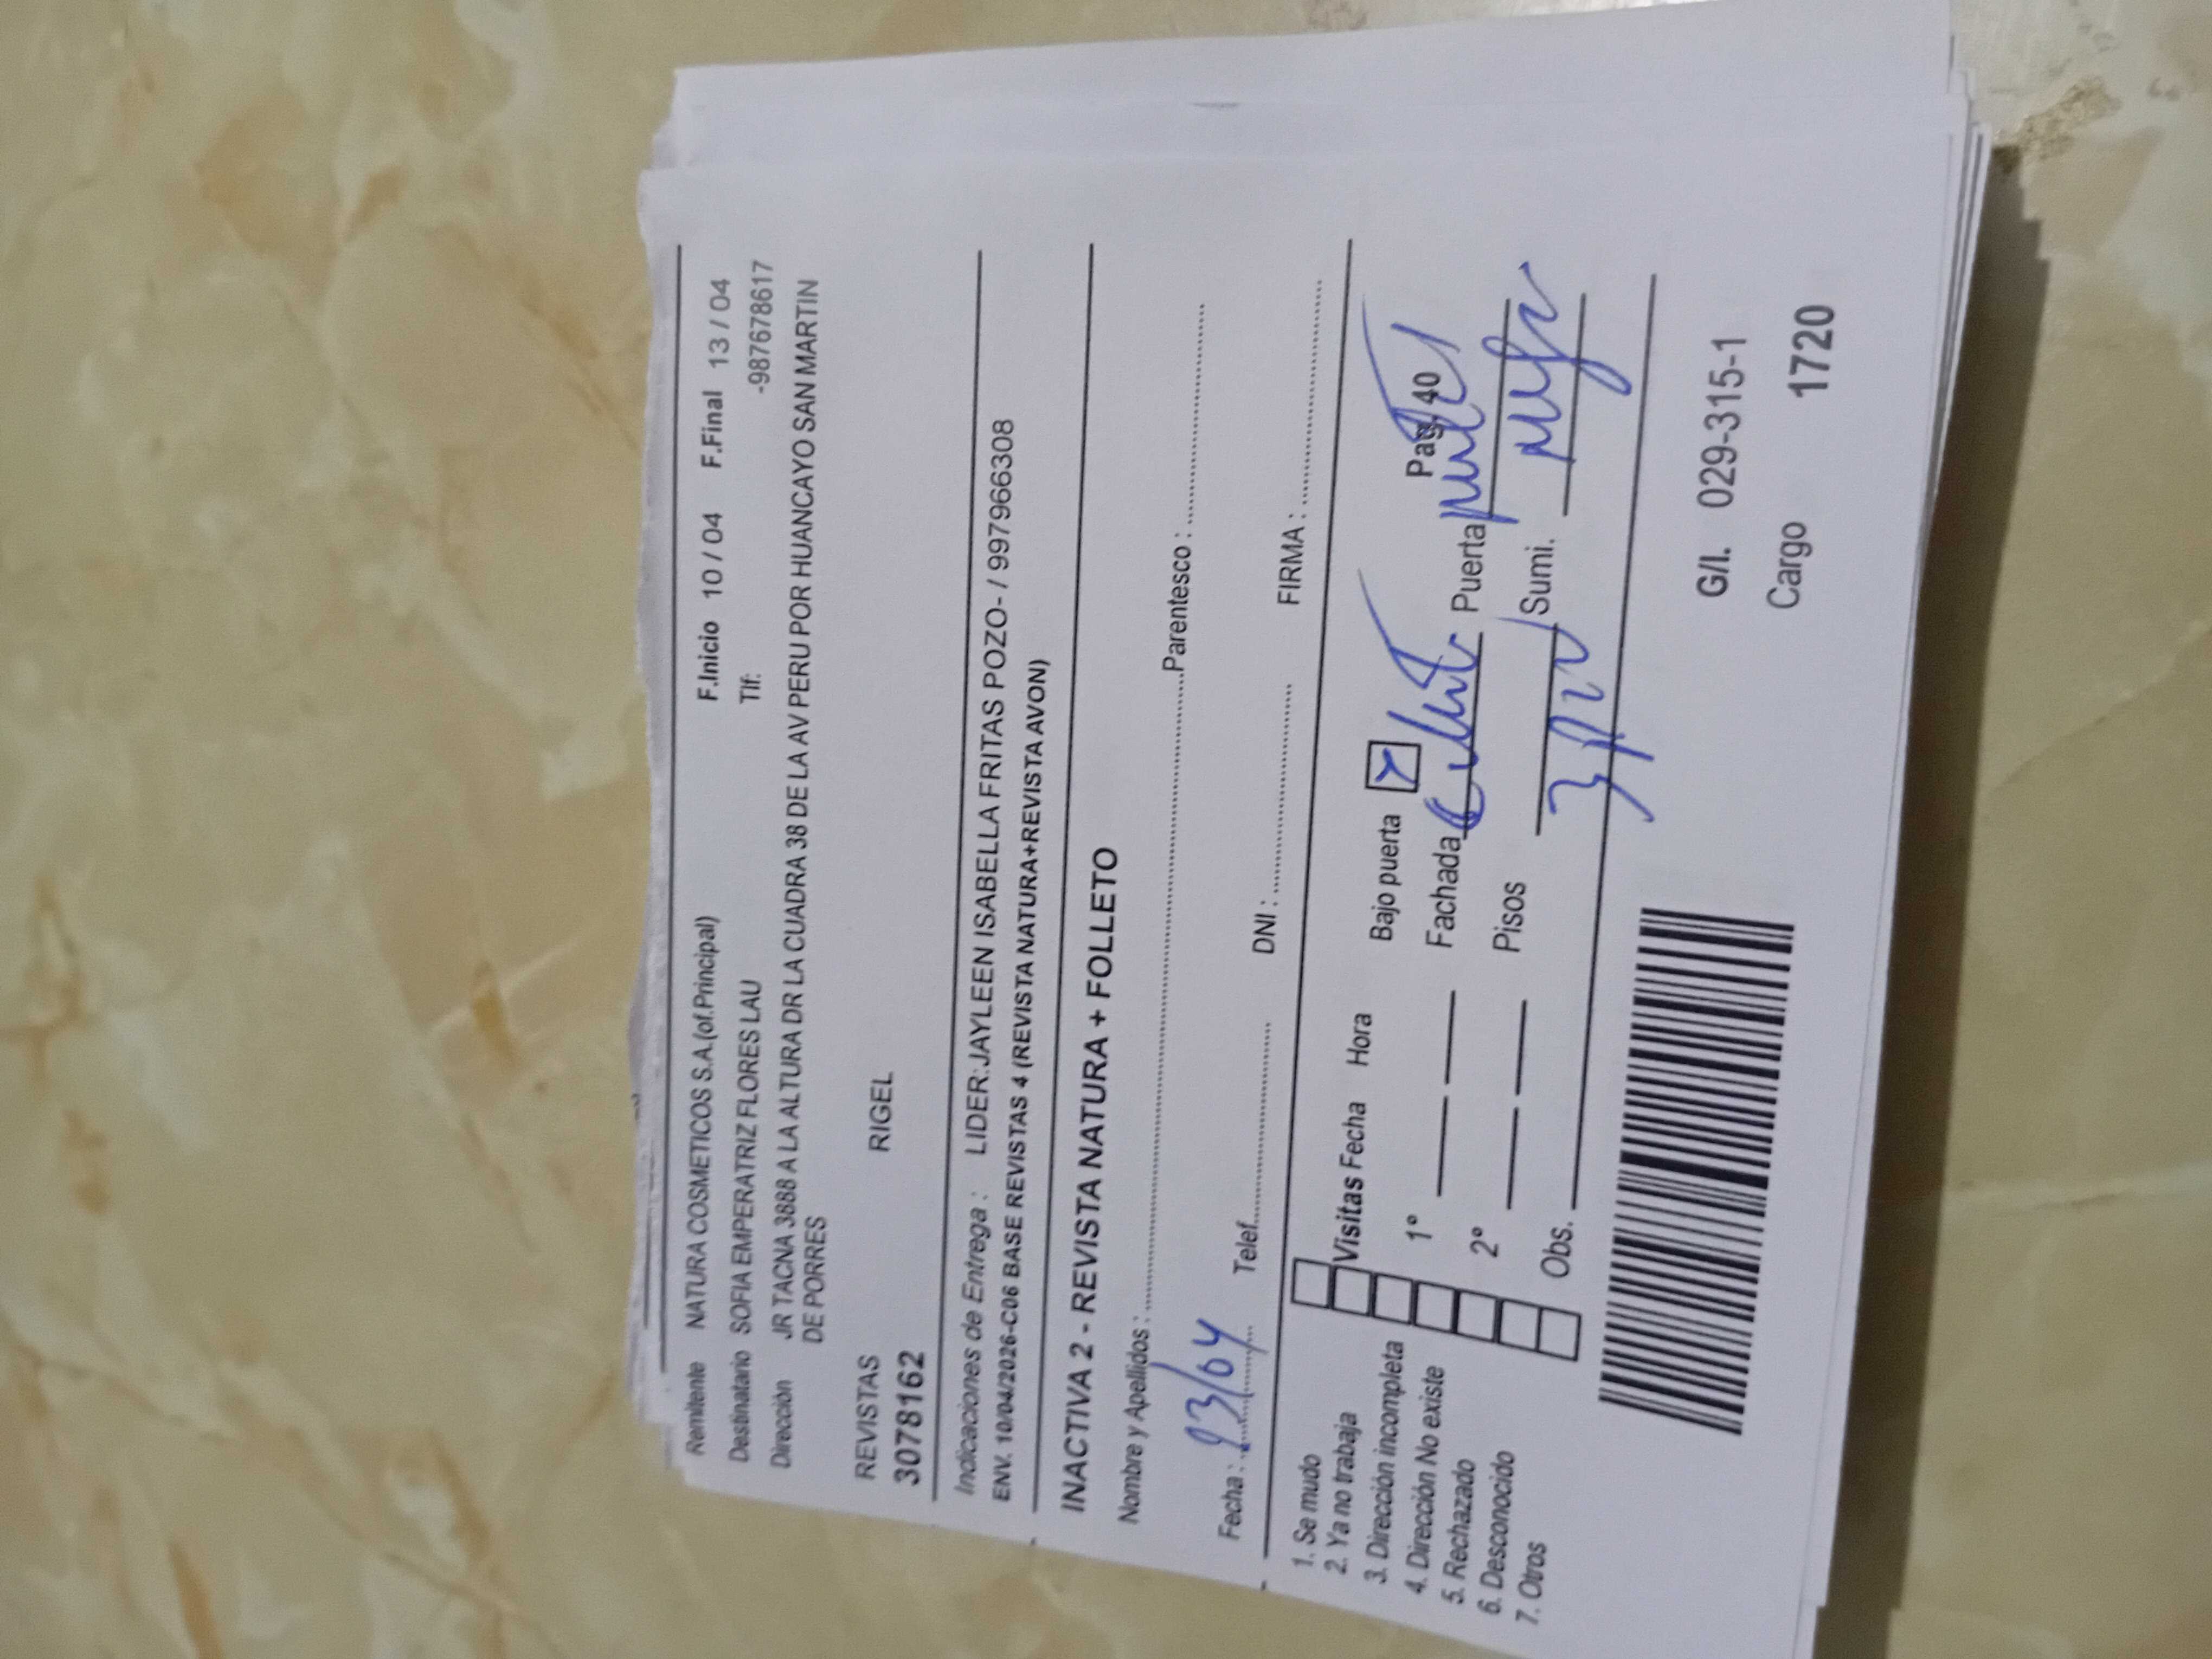 Remitente NATURA COSMETICOS S.A.(of.Principal) F.Inicio 10 / 04 F.Final 13 / 04
Destinatario SOFIA EMPERATRIZ FLORES LAU Tlf: -987678617
Dirección JR TACNA 3888 A LA ALTURA DR LA CUADRA 38 DE LA AV PERU POR HUANCAYO SAN MARTIN
DE PORRES
REVISTAS RIGEL
3078162
Indicaciones de Entrega : LIDER: JAYLEEN ISABELLA FRITAS POZO- / 997966308
ENV. 10/04/2026-C06 BASE REVISTAS 4 (REVISTA NATURA+REVISTA AVON)
INACTIVA 2 - REVISTA NATURA + FOLLETO
Nombre y Apellidos : Parentesco :
Fecha : 13/04 Telef. DNI : FIRMA :
1. Se mudo
2. Ya no trabaja Visitas Fecha Hora Bajo puerta Pag. 40
3. Dirección incompleta 1° Fachada Puerta
4. Dirección No existe
5. Rechazado 2° Pisos Sumi.
6. Desconocido
7. Otros Obs.
G/I. 029-315-1
Cargo 1720